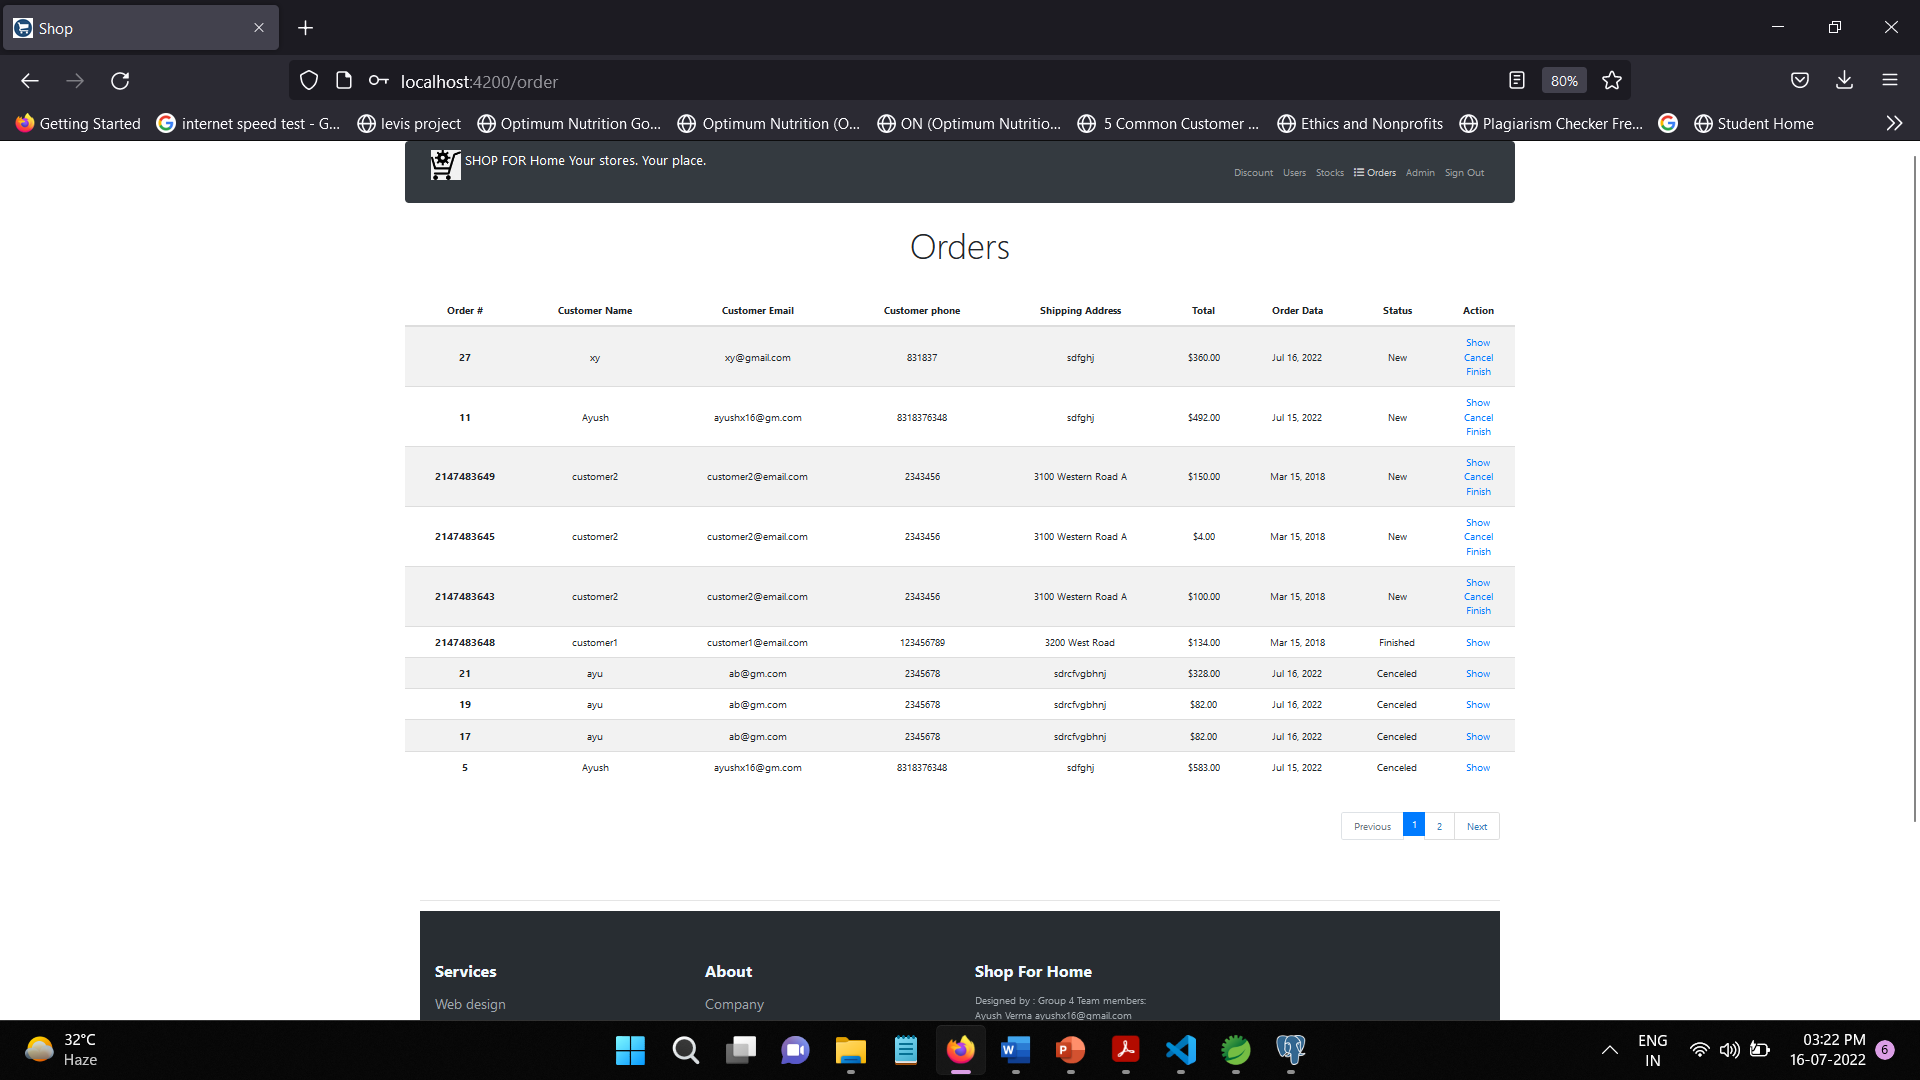 Shop
localhost:4200/order
80%
Getting Started
internet speed test - G...
levis project
Optimum Nutrition Go...
Optimum Nutrition (O...
ON (Optimum Nutritio...
5 Common Customer ...
Ethics and Nonprofits
Plagiarism Checker Fre...
Student Home
SHOP FOR Home Your stores. Your place.
Discount Users Stocks Orders Admin Sign Out
Orders
Order # Customer Name Customer Email Customer phone Shipping Address Total Order Data Status Action
27 xy xy@gmail.com 831837 sdfghj $360.00 Jul 16, 2022 New Show Cancel Finish
11 Ayush ayushx16@gm.com 8318376348 sdfghj $492.00 Jul 15, 2022 New Show Cancel Finish
2147483649 customer2 customer2@email.com 2343456 3100 Western Road A $150.00 Mar 15, 2018 New Show Cancel Finish
2147483645 customer2 customer2@email.com 2343456 3100 Western Road A $4.00 Mar 15, 2018 New Show Cancel Finish
2147483643 customer2 customer2@email.com 2343456 3100 Western Road A $100.00 Mar 15, 2018 New Show Cancel Finish
2147483648 customer1 customer1@email.com 123456789 3200 West Road $134.00 Mar 15, 2018 Finished Show
21 ayu ab@gm.com 2345678 sdrcfvgbhnj $328.00 Jul 16, 2022 Cenceled Show
19 ayu ab@gm.com 2345678 sdrcfvgbhnj $82.00 Jul 16, 2022 Cenceled Show
17 ayu ab@gm.com 2345678 sdrcfvgbhnj $82.00 Jul 16, 2022 Cenceled Show
5 Ayush ayushx16@gm.com 8318376348 sdfghj $583.00 Jul 15, 2022 Cenceled Show
Previous 1 2 Next
Services About Shop For Home
Web design Company Designed by : Group 4 Team members:
Ayush Verma ayushx16@gmail.com
32°C
Haze
ENG
IN
03:22 PM
16-07-2022
6